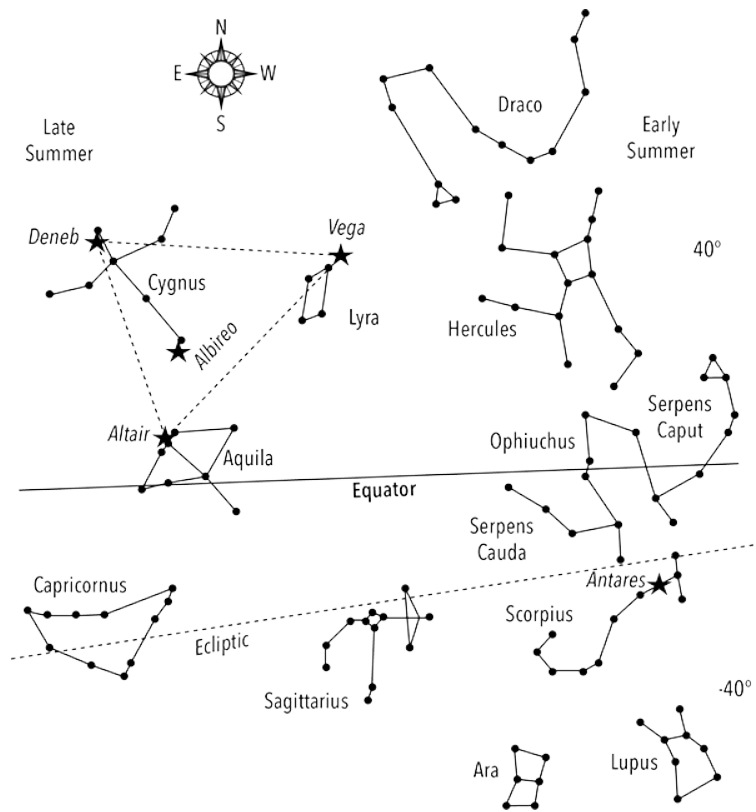 N
E
W
S
Late
Summer
Draco
Early
Summer
Deneb
Vega
40°
Cygnus
Albireo
Lyra
Hercules
Altair
Aquila
Ophiuchus
Serpens
Caput
Equator
Serpens
Cauda
Capricornus
Antares
Scorpius
Ecliptic
Sagittarius
-40°
Ara
Lupus